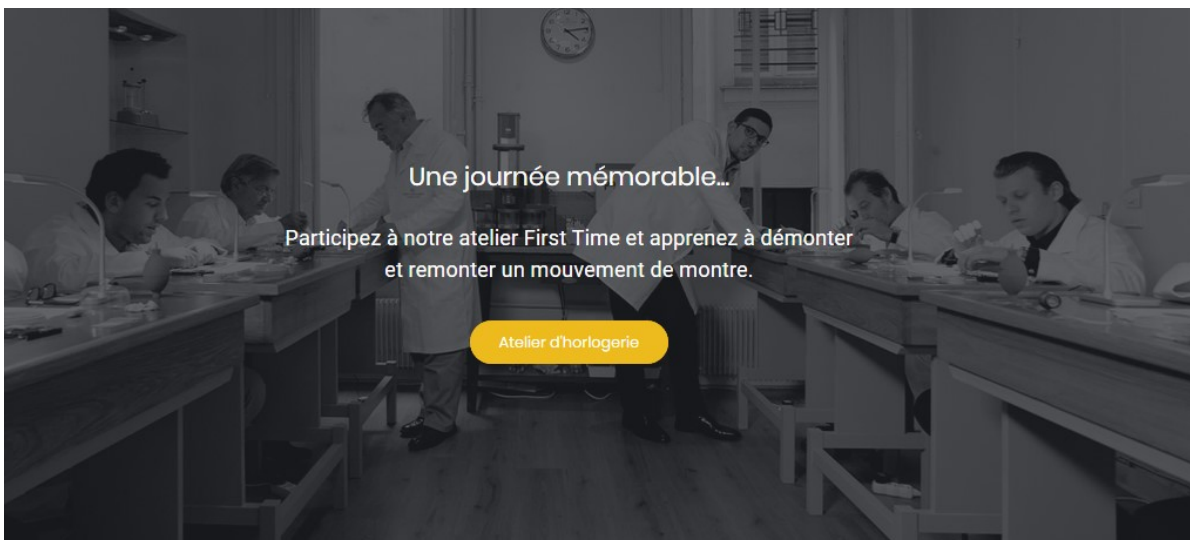 Une journée mémorable...
Participez à notre atelier First Time et apprenez à démonter
et remonter un mouvement de montre.
Atelier d'horlogerie